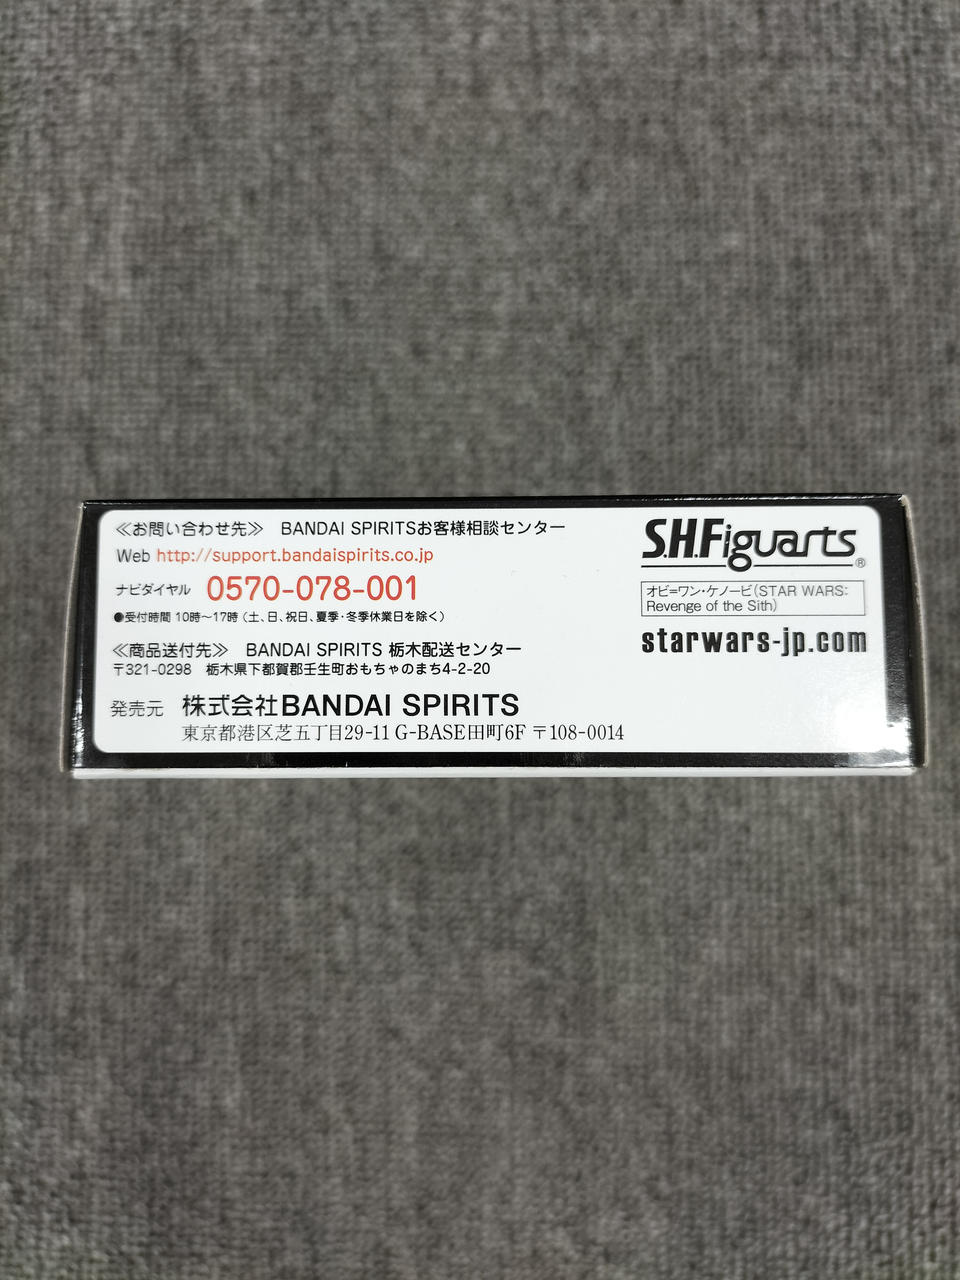 ≪お問い合わせ先≫ BANDAI SPIRITSお客様相談センター
Web http://support.bandaispirits.co.jp
ナビダイヤル 0570-078-001
●受付時間 10時〜17時 (土、日、祝日、夏季・冬季休業日を除く)
≪商品送付先≫ BANDAI SPIRITS 栃木配送センター
〒321-0298 栃木県下都賀郡壬生町おもちゃのまち4-2-20
発売元 株式会社BANDAI SPIRITS
東京都港区芝五丁目29-11 G-BASE田町6F 〒108-0014
S.H.Figuarts®
オビ=ワン・ケノービ(STAR WARS:
Revenge of the Sith)
starwars-jp.com